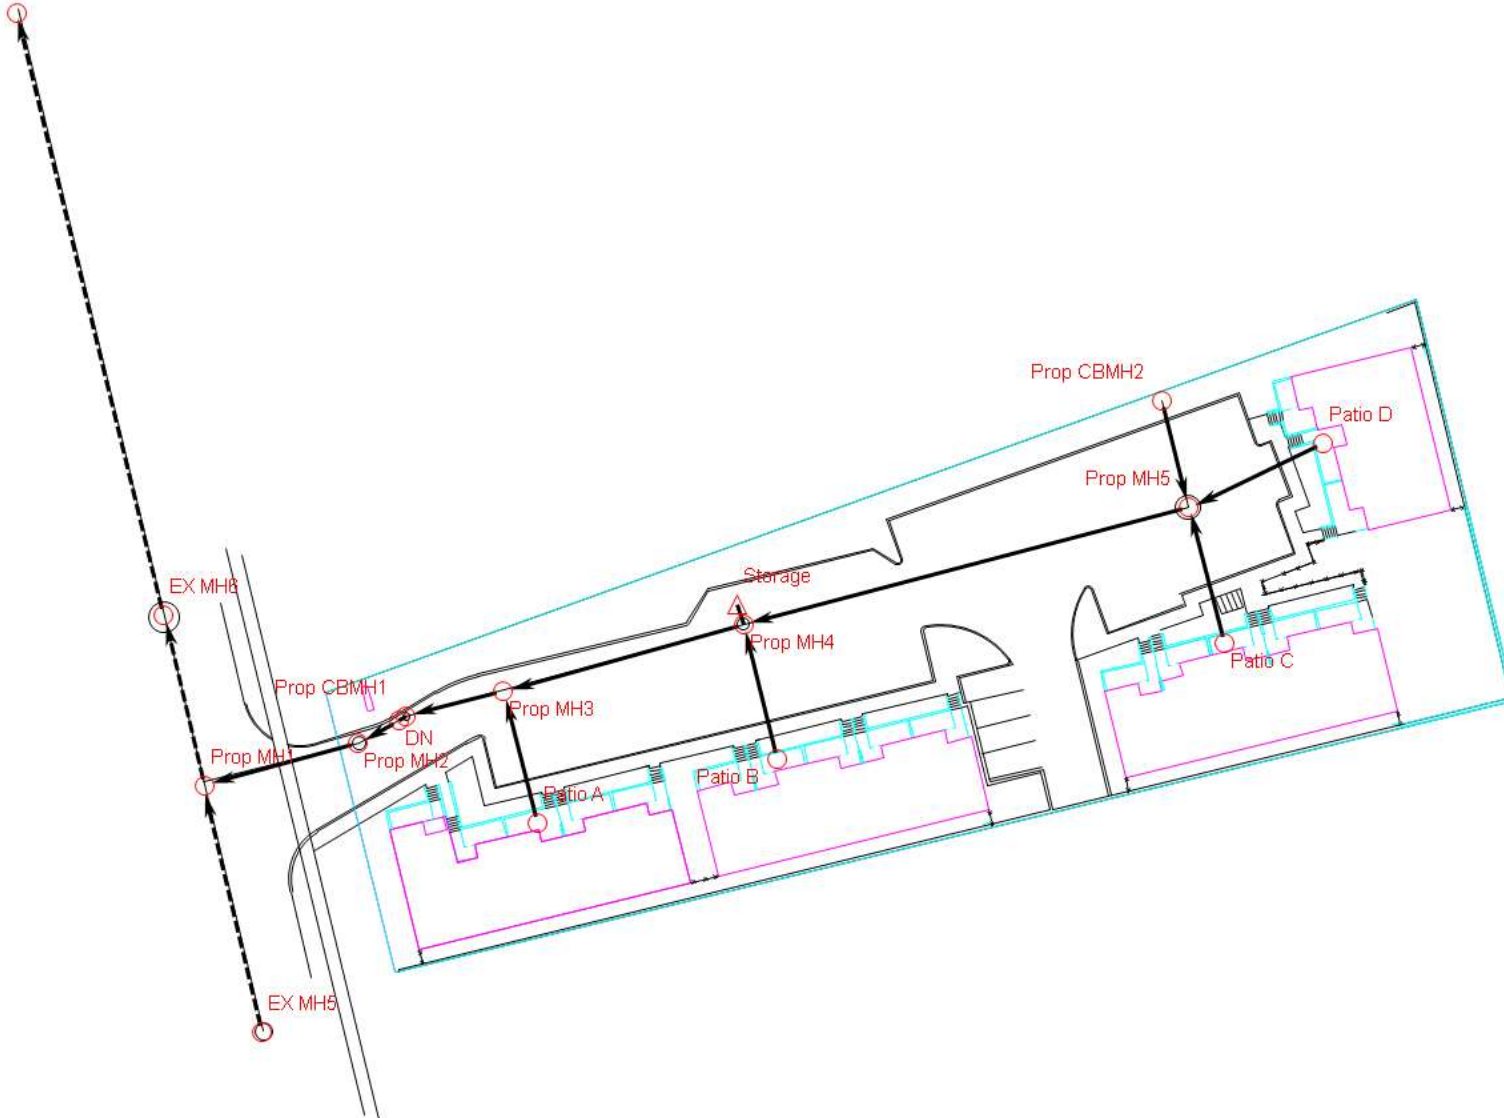 Prop CBMH2
Patio D
Prop MH5
Storage
EX MH6
Prop MH4
Patio C
Prop CBMH1
Prop MH3
DN
Prop MH1
Prop MH2
Patio B
Patio A
EX MH5